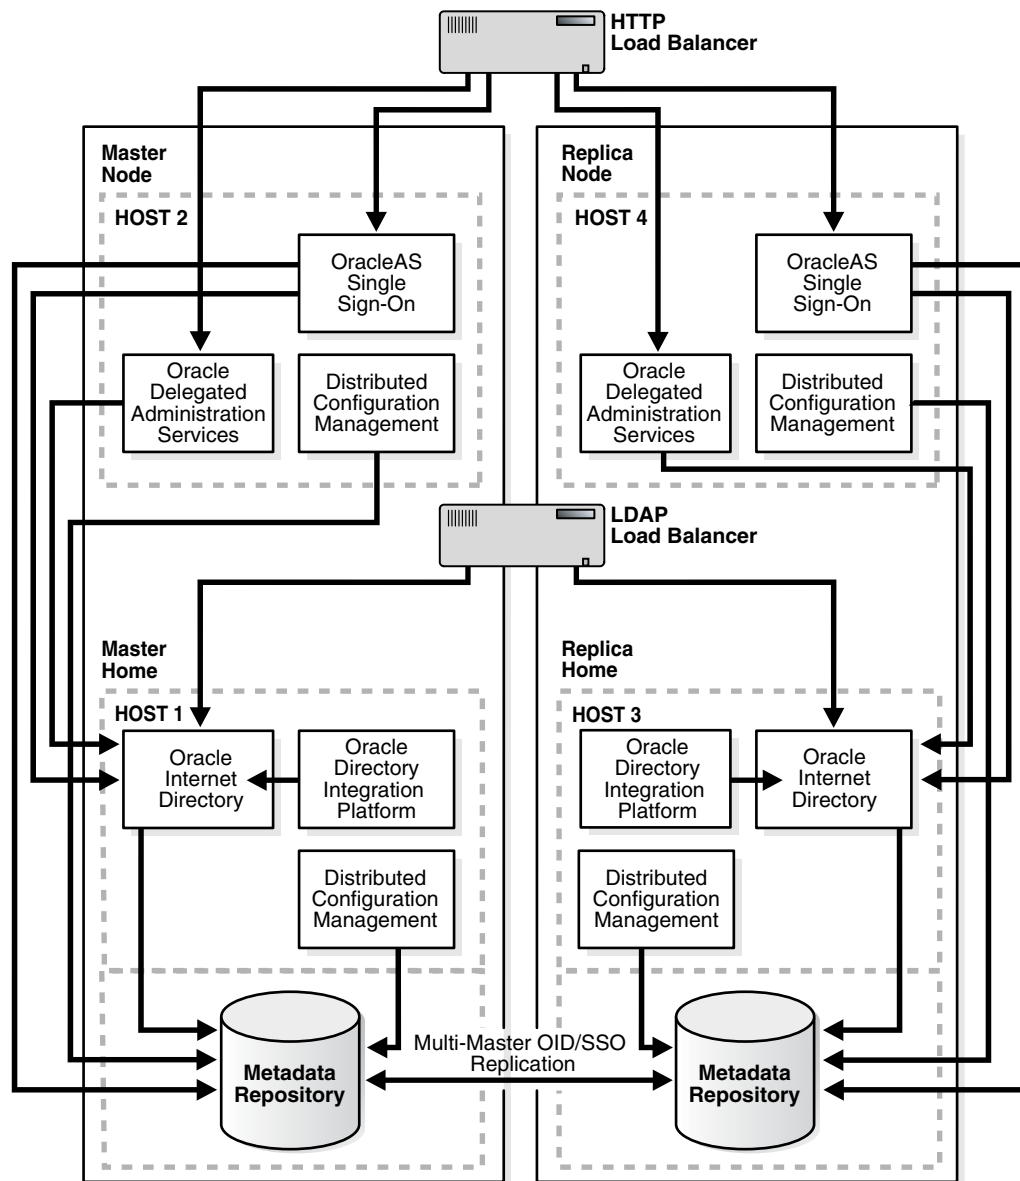 HTTP
Load Balancer
Master
Node
HOST 2
OracleAS
Single
Sign-On
Oracle
Delegated
Administration
Services
Distributed
Configuration
Management
Replica
Node
HOST 4
OracleAS
Single
Sign-On
Oracle
Delegated
Administration
Services
Distributed
Configuration
Management
LDAP
Load Balancer
Master
Home
HOST 1
Oracle
Internet
Directory
Oracle
Directory
Integration
Platform
Distributed
Configuration
Management
Metadata
Repository
Replica
Home
HOST 3
Oracle
Directory
Integration
Platform
Oracle
Internet
Directory
Distributed
Configuration
Management
Multi-Master OID/SSO
Replication
Metadata
Repository